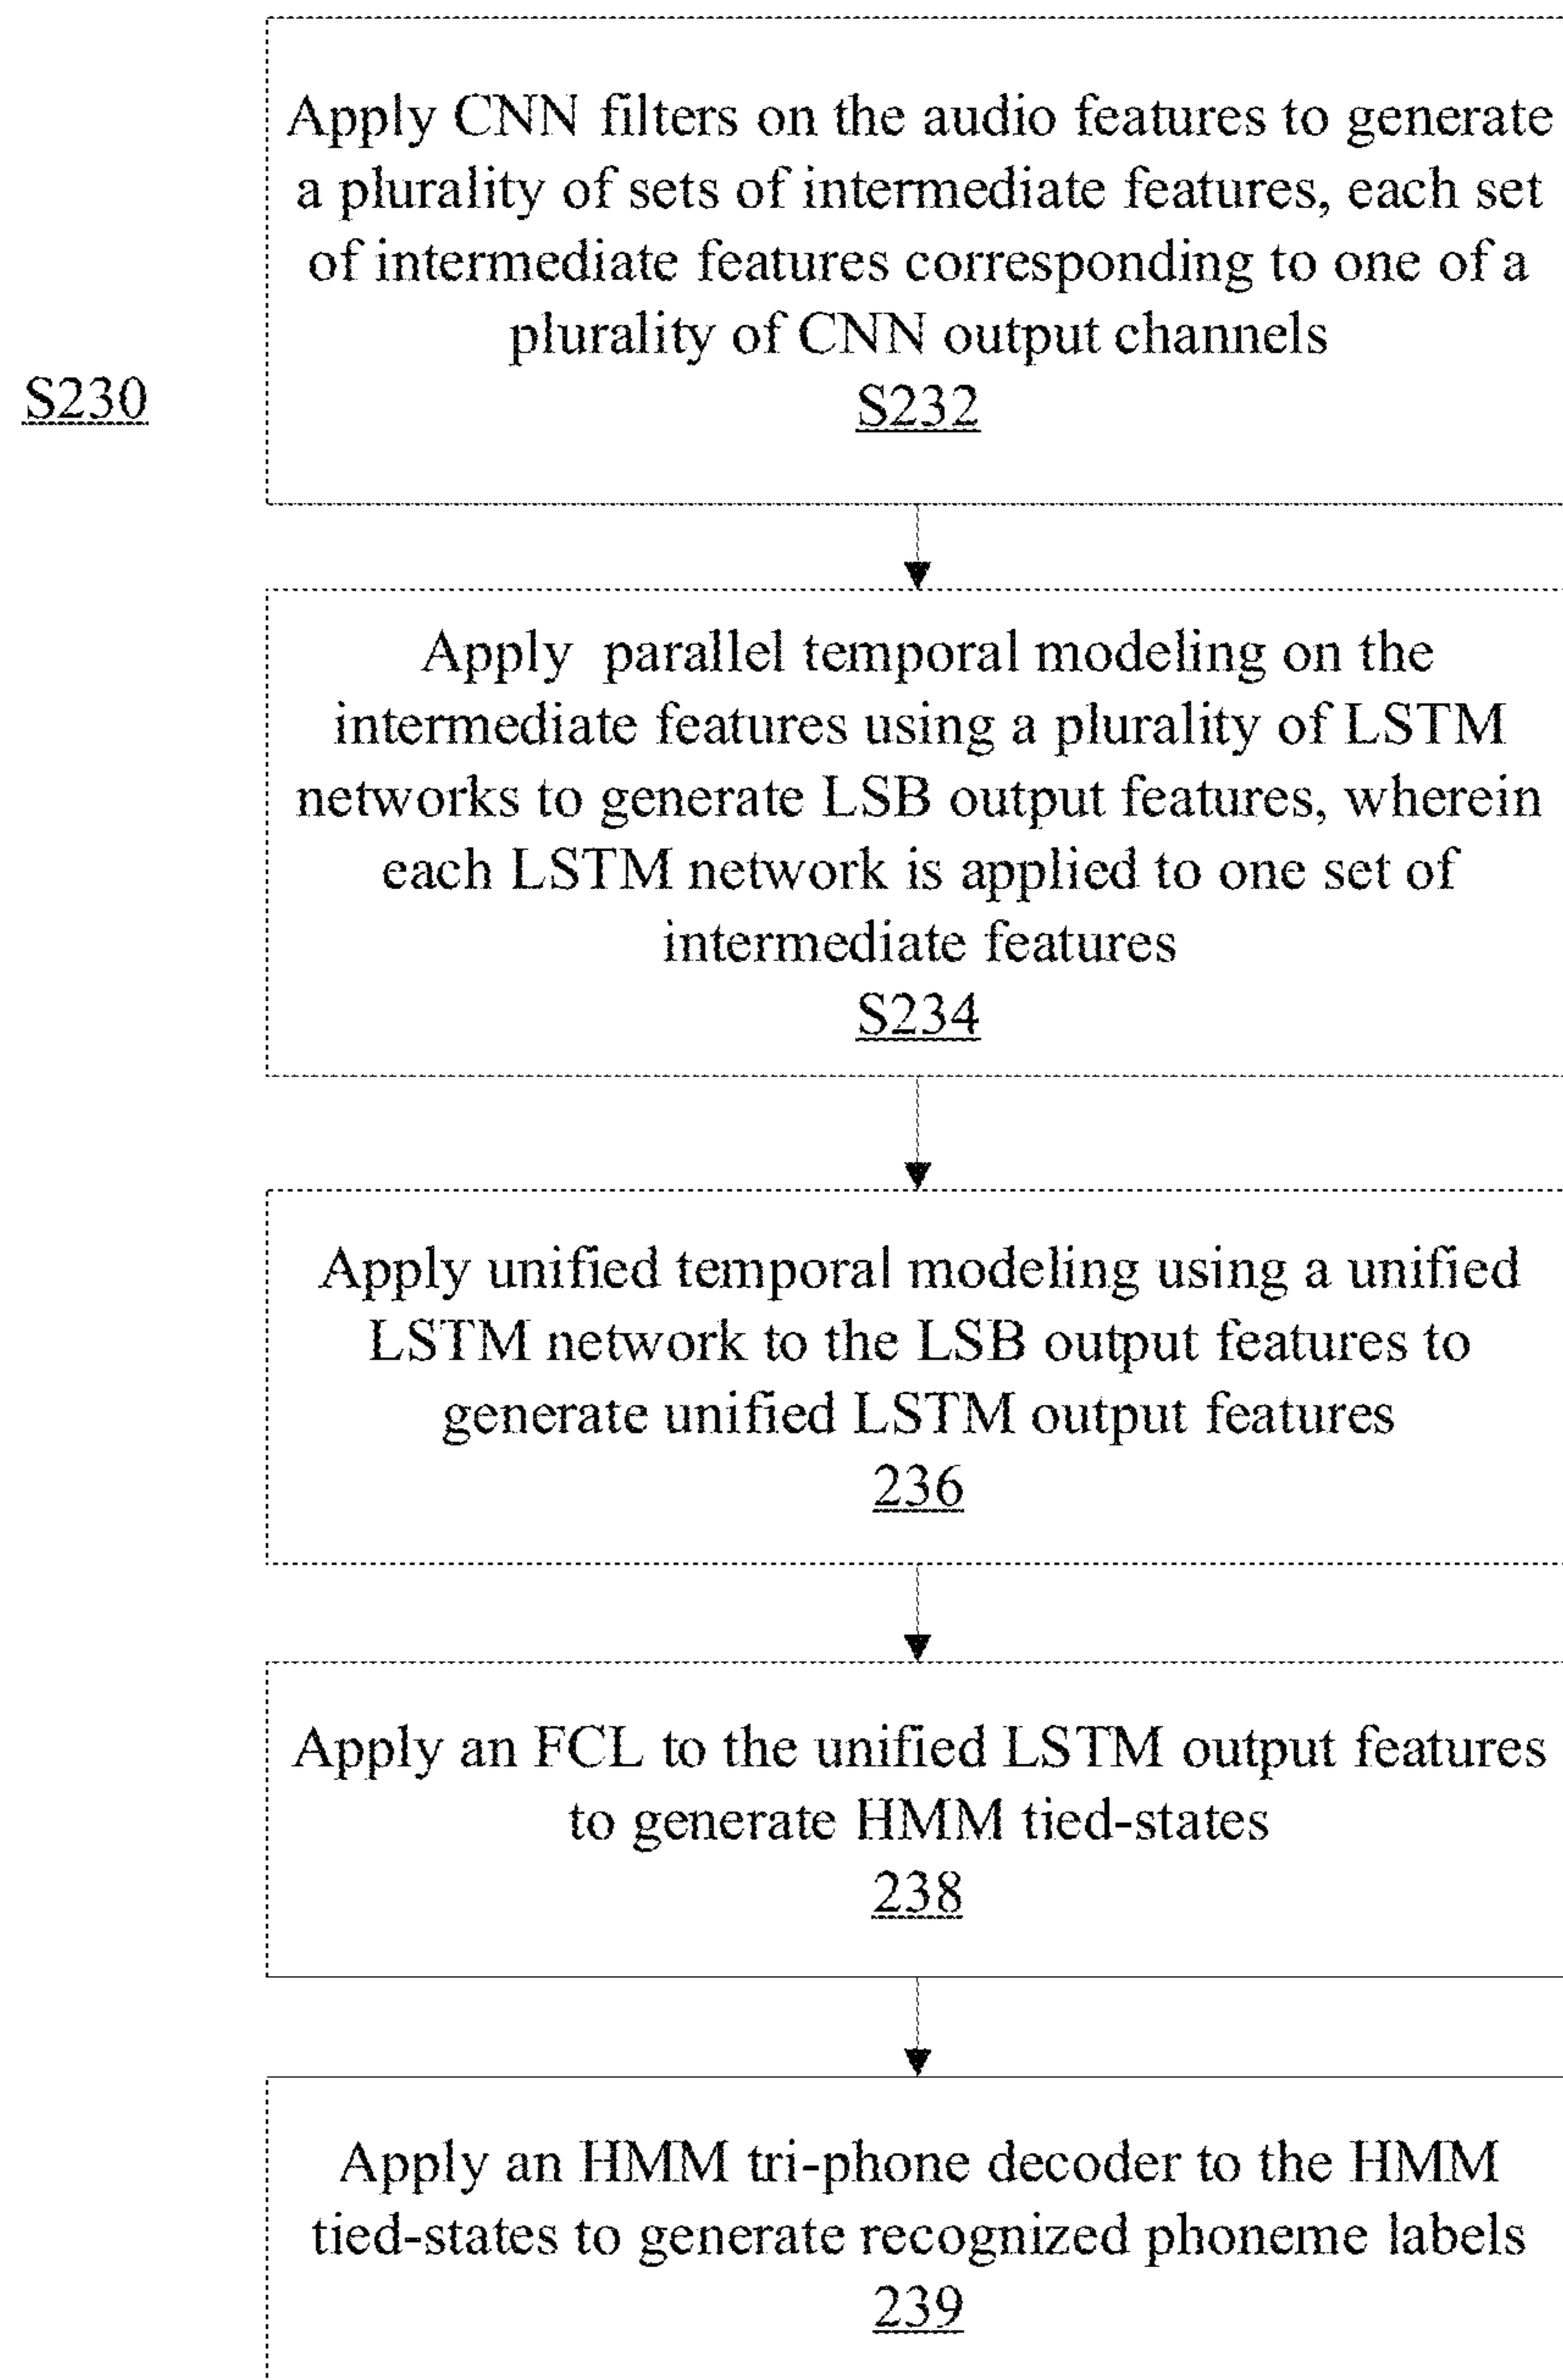 Apply CNN filters on the audio features to generate
a plurality of sets of intermediate features, each set
of intermediate features corresponding to one of a
plurality of CNN output channels
S230
S232
Apply parallel temporal modeling on the
intermediate features using a plurality of LSTM
networks to generate LSB output features, wherein
each LSTM network is applied to one set of
intermediate features
S234
Apply unified temporal modeling using a unified
LSTM network to the LSB output features to
generate unified LSTM output features
236
Apply an FCL to the unified LSTM output features
to generate HMM tied-states
238
Apply an HMM tri-phone decoder to the HMM
tied-states to generate recognized phoneme labels
239